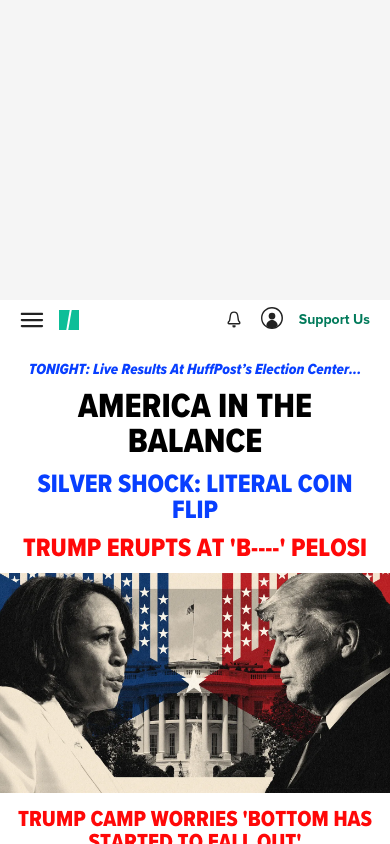 Support Us
TONIGHT: Live Results At HuffPost’s Election Center...
AMERICA IN THE
BALANCE
SILVER SHOCK: LITERAL COIN
FLIP
TRUMP ERUPTS AT 'B----' PELOSI
TRUMP CAMP WORRIES 'BOTTOM HAS
STARTED TO FALL OUT'